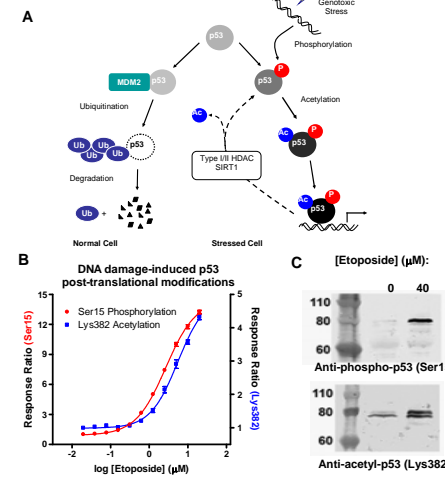 A
Genotoxic
Stress
p53
Phosphorylation
MDM2
p53
p53
P
Ubiquitination
Acetylation
Ac
Ub
Ub
Ub
Ub
p53
Ac
P
p53
Type I/II HDAC
SIRT1
Degradation
Ac
P
p53
Ub
+
Normal Cell
Stressed Cell
B
DNA damage-induced p53
post-translational modifications
Ser15 Phosphorylation
Lys382 Acetylation
Response Ratio (Ser15)
15
12
9
6
3
0
Response Ratio (Lys382)
5
4
3
2
1
-2
-1
0
1
2
log [Etoposide] (µM)
C
[Etoposide] (µM):
0
40
110
80
60
Anti-phospho-p53 (Ser1
110
80
60
Anti-acetyl-p53 (Lys382